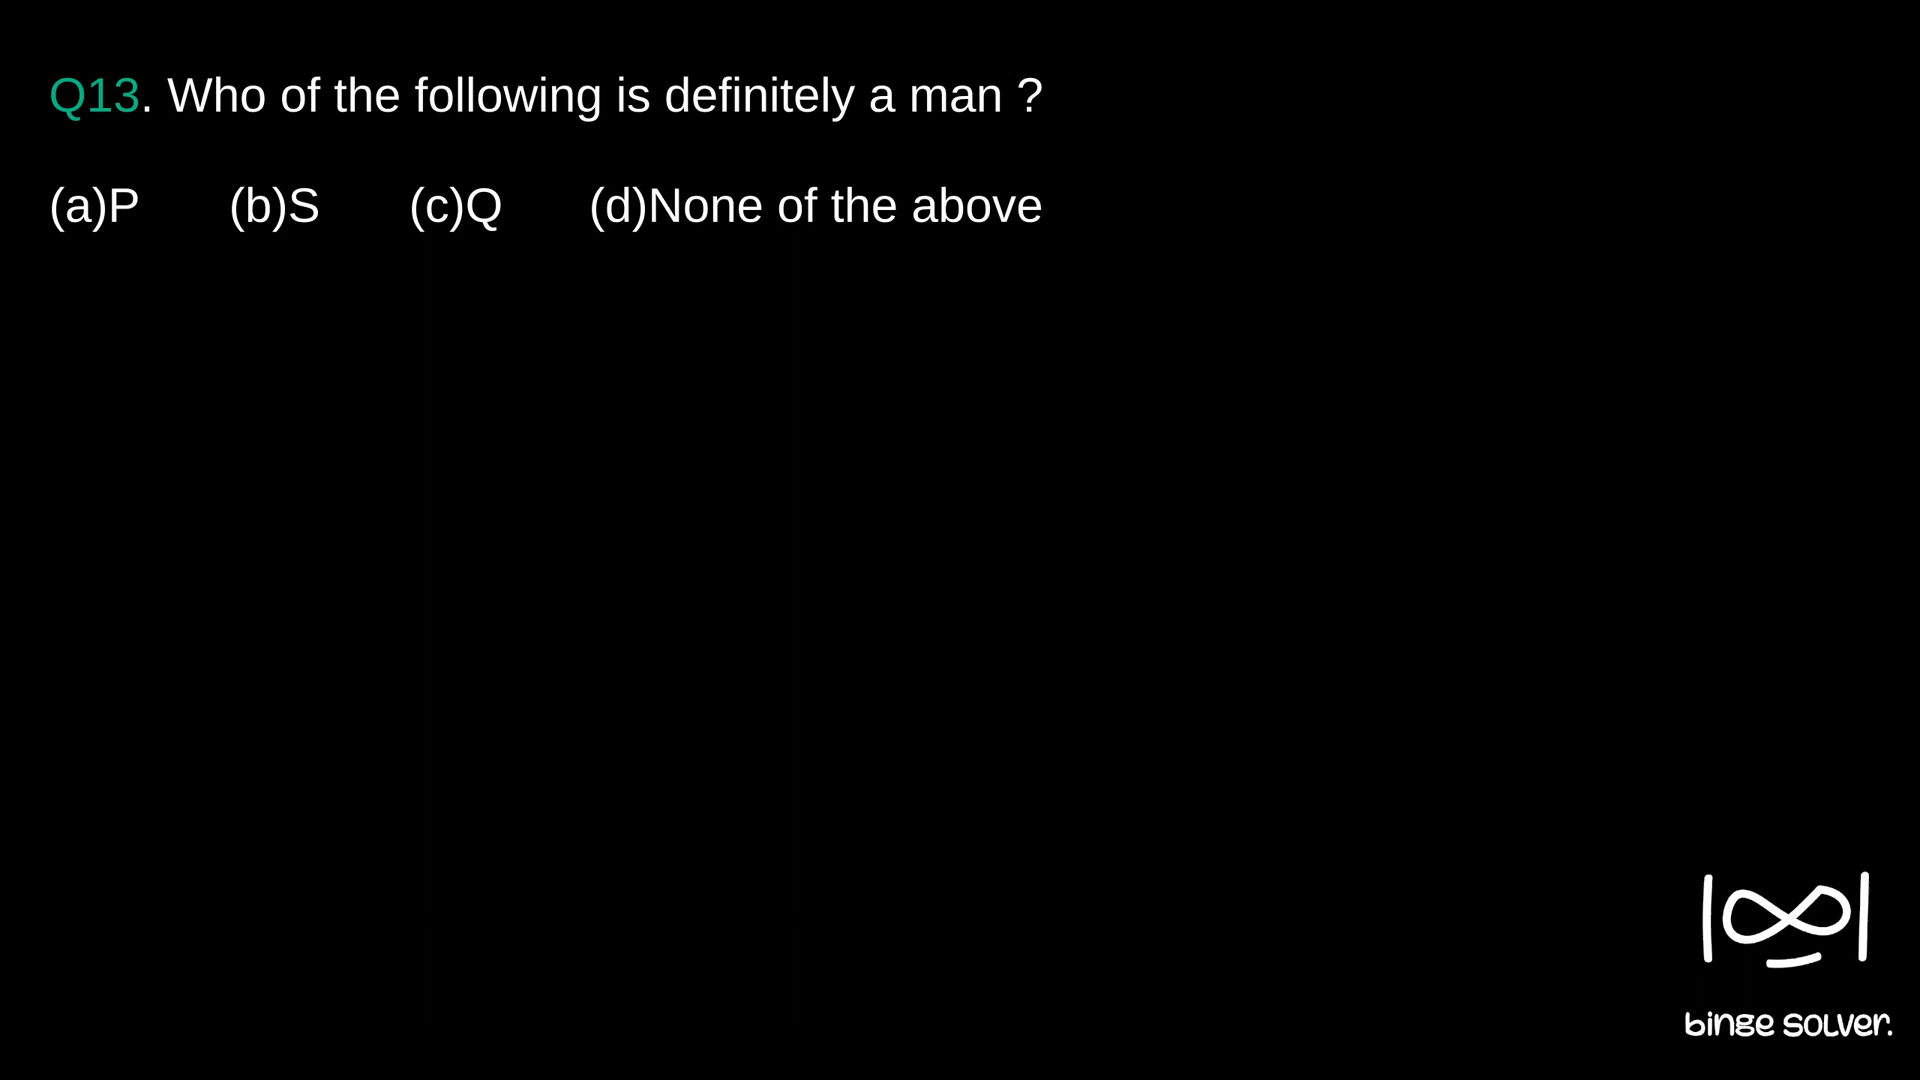 Q13. Who of the following is definitely a man ?
(a)P (b)S (c)Q (d)None of the above
binge solver.